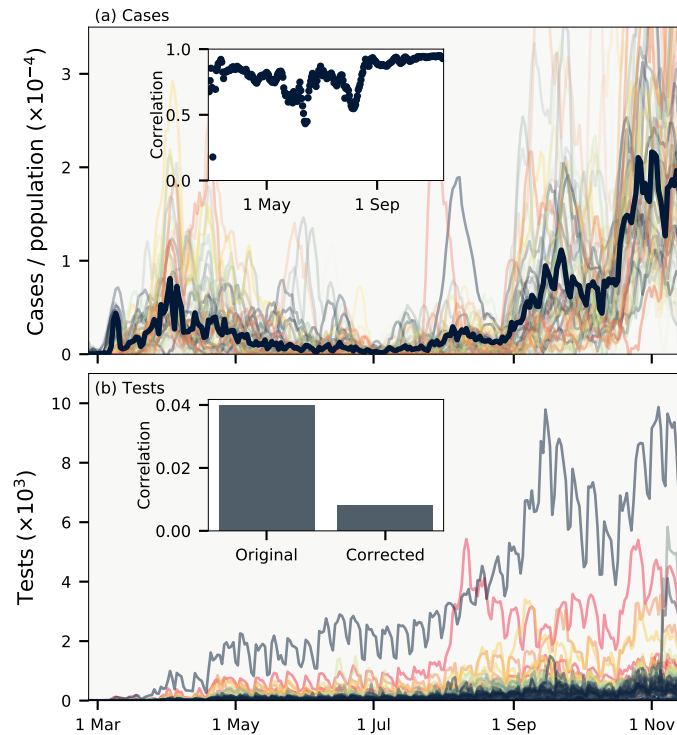 (a) Cases
Cases / population (×10⁻⁴)
3
2
1
0
Correlation
1.0
0.5
0.0
1 May
1 Sep
(b) Tests
Tests (×10³)
10
8
6
4
2
0
Correlation
0.04
0.02
0.00
Original
Corrected
1 Mar
1 May
1 Jul
1 Sep
1 Nov